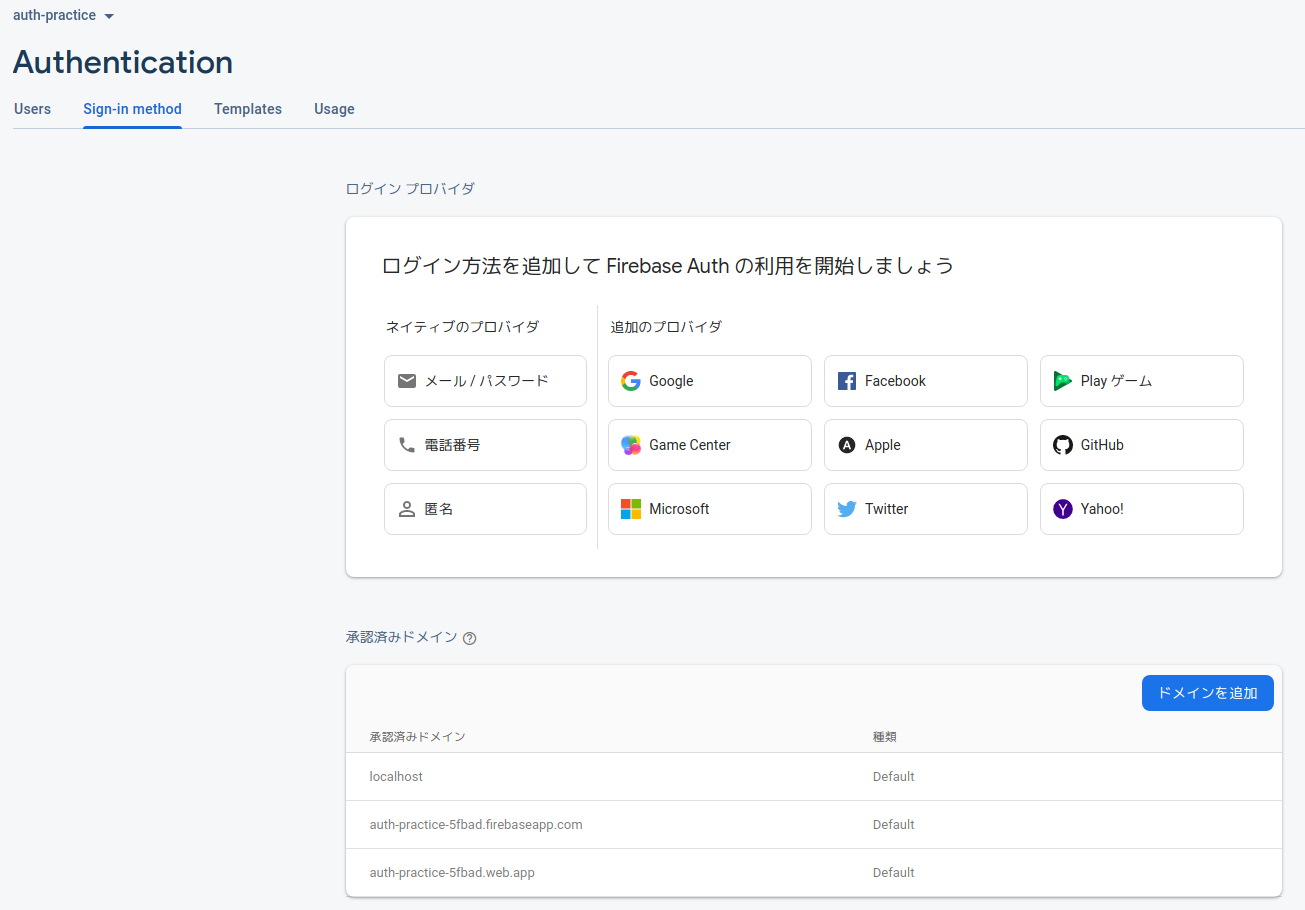 auth-practice
Authentication
Users Sign-in method Templates Usage
ログイン プロバイダ
ログイン方法を追加して Firebase Auth の利用を開始しましょう
ネイティブのプロバイダ 追加のプロバイダ
メール / パスワード Google Facebook Play ゲーム
電話番号 Game Center Apple GitHub
匿名 Microsoft Twitter Yahoo!
承認済みドメイン
ドメインを追加
承認済みドメイン 種類
localhost Default
auth-practice-5fbad.firebaseapp.com Default
auth-practice-5fbad.web.app Default